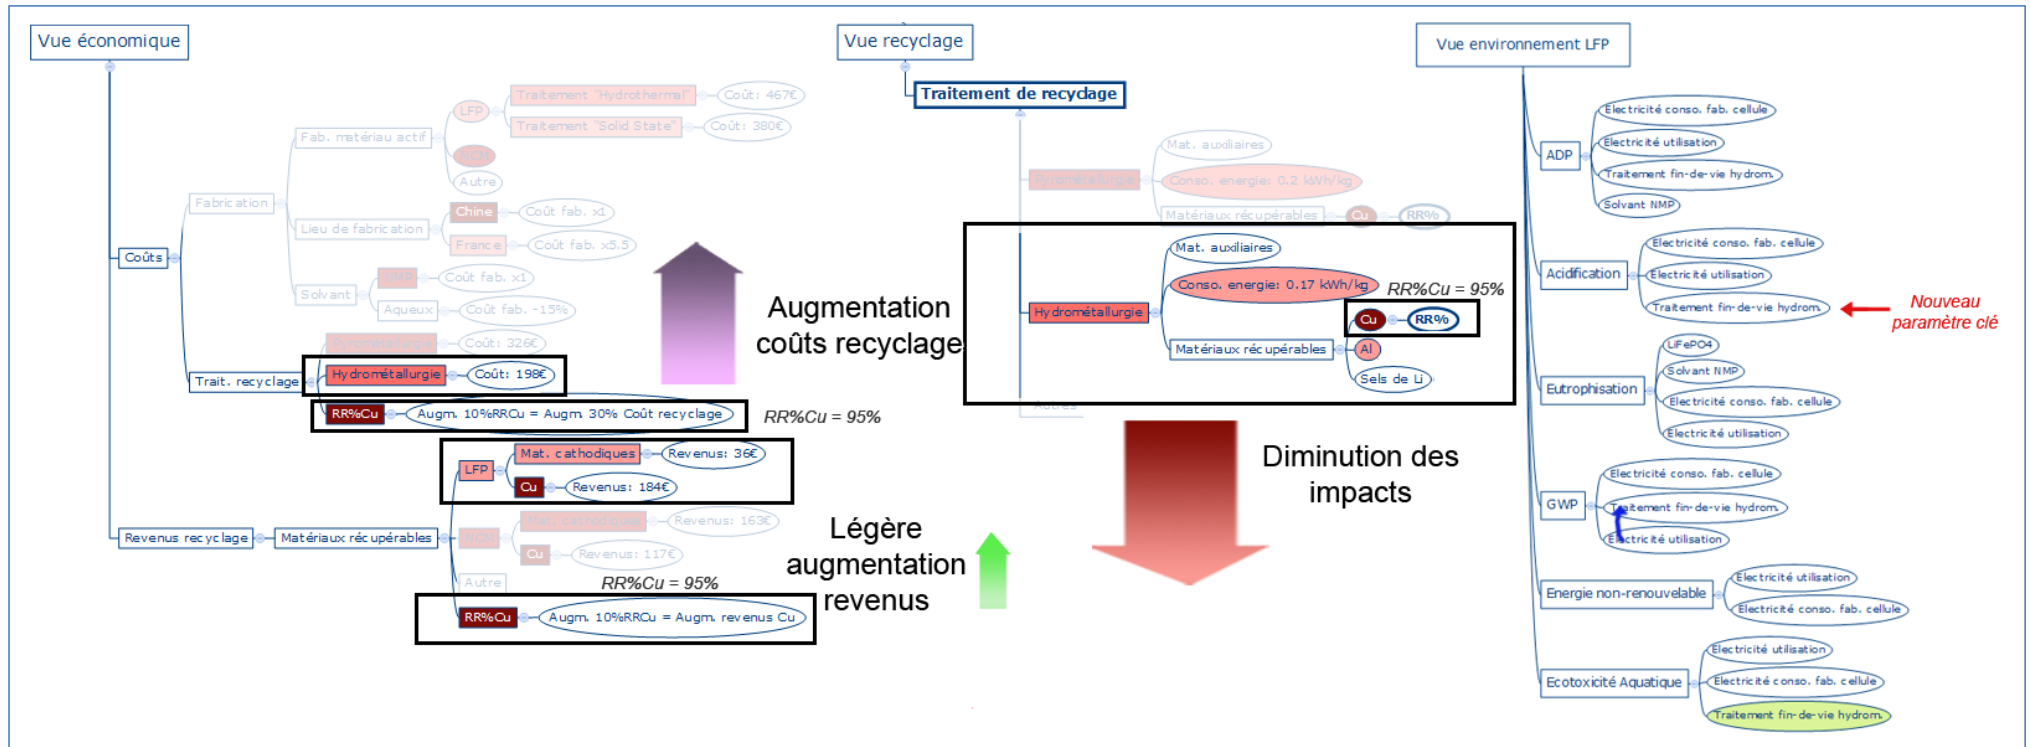 Vue économique
Coûts
Fabrication
Fab. matériau actif
LFP
Traitement "Hydrothermal"
Coût: 467€
Traitement "Solid State"
Coût: 380€
NCM
Autre
Lieu de fabrication
Chine
Coût fab. x1
France
Coût fab. x5.5
Solvant
NMP
Coût fab. x1
Aqueux
Coût fab. -15%
Trait. recyclage
Pyrométallurgie
Coût: 326€
Hydrométallurgie
Coût: 198€
RR%Cu
Augm. 10%RRCu = Augm. 30% Coût recyclage
RR%Cu = 95%
Augmentation
coûts recyclage
Revenus recyclage
Matériaux récupérables
LFP
Mat. cathodiques
Revenus: 36€
Cu
Revenus: 184€
NCM
Mat. cathodiques
Revenus: 163€
Cu
Revenus: 117€
Autre
RR%Cu = 95%
RR%Cu
Augm. 10%RRCu = Augm. revenus Cu
Légère
augmentation
revenus
Vue recyclage
Traitement de recyclage
Pyrométallurgie
Mat. auxiliaires
Conso. energie: 0.2 kWh/kg
Matériaux récupérables
Cu
RR%
Hydrométallurgie
Mat. auxiliaires
Conso. energie: 0.17 kWh/kg
RR%Cu = 95%
Matériaux récupérables
Cu
RR%
Al
Sels de Li
Autres
Diminution des
impacts
Vue environnement LFP
ADP
Electricité conso. fab. cellule
Electricité utilisation
Traitement fin-de-vie hydrom.
Solvant NMP
Acidification
Electricité conso. fab. cellule
Electricité utilisation
Traitement fin-de-vie hydrom.
Nouveau
paramètre clé
Eutrophisation
LiFePO4
Solvant NMP
Electricité conso. fab. cellule
Electricité utilisation
GWP
Electricité conso. fab. cellule
Traitement fin-de-vie hydrom.
Electricité utilisation
Energie non-renouvelable
Electricité utilisation
Electricité conso. fab. cellule
Ecotoxicité Aquatique
Electricité utilisation
Electricité conso. fab. cellule
Traitement fin-de-vie hydrom.